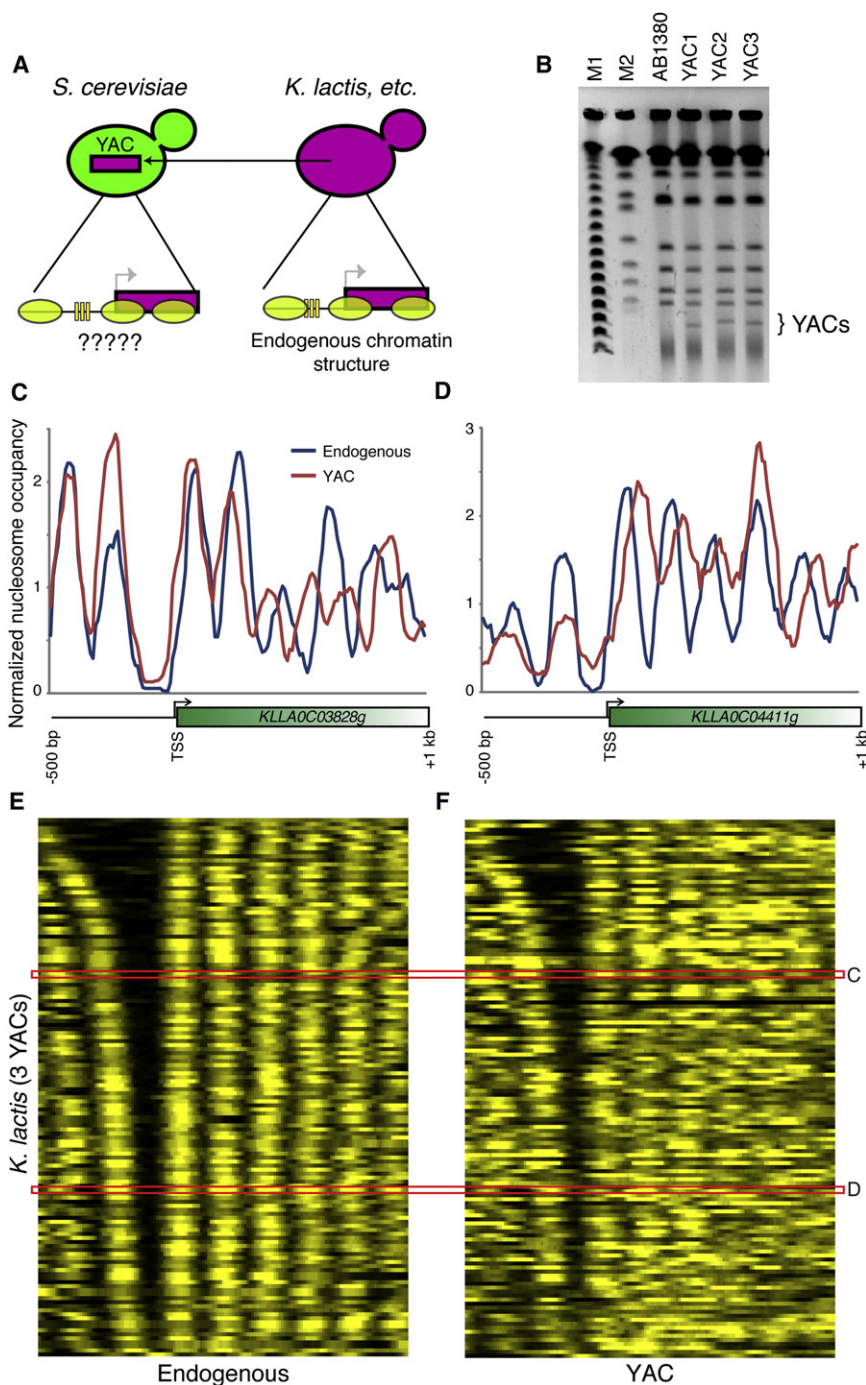 A
S. cerevisiae
K. lactis, etc.
YAC
?????
Endogenous chromatin
structure
B
M1
M2
AB1380
YAC1
YAC2
YAC3
} YACs
C
Normalized nucleosome occupancy
2
1
0
Endogenous
YAC
KLLA0C03828g
-500 bp
TSS
+1 kb
D
3
2
1
0
KLLA0C04411g
-500 bp
TSS
+1 kb
E
K. lactis (3 YACs)
Endogenous
F
C
D
YAC